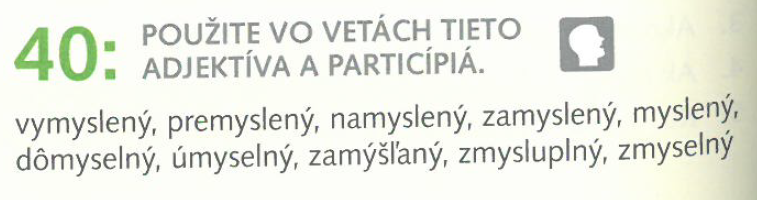 40: POUŽITE VO VETÁCH TIETO
ADJEKTÍVA A PARTICÍPIÁ.
vymyslený, premyslený, namyslený, zamyslený, myslený,
dômyselný, úmyselný, zamýšľaný, zmysluplný, zmyselný